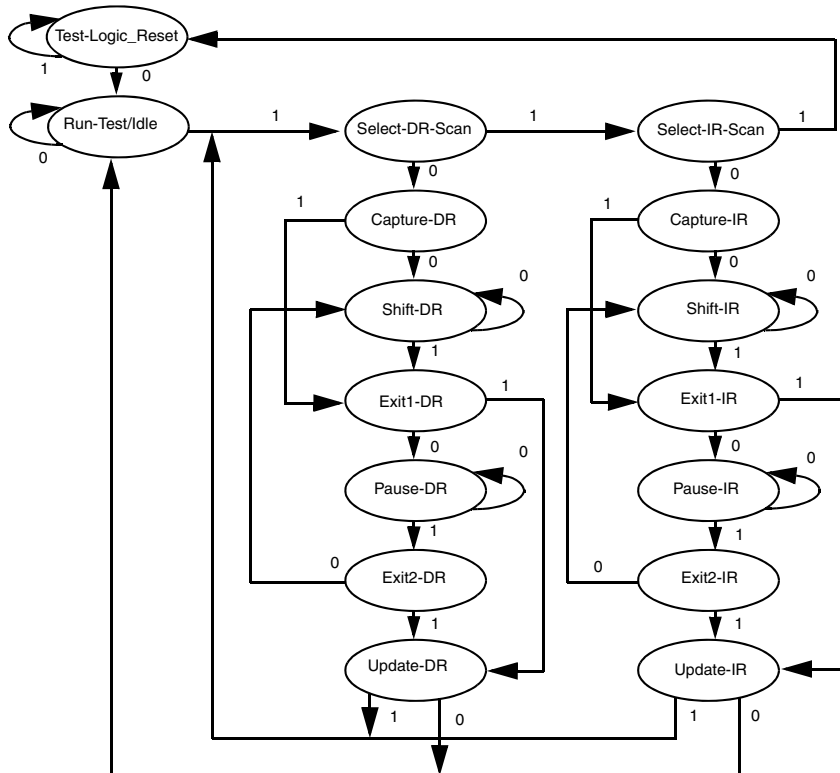 Test-Logic_Reset
1
0
Run-Test/Idle
0
1
Select-DR-Scan
1
Select-IR-Scan
1
0
0
1
Capture-DR
1
Capture-IR
0
0
0
0
Shift-DR
Shift-IR
1
1
Exit1-DR
1
Exit1-IR
1
0
0
0
0
Pause-DR
Pause-IR
1
1
0
Exit2-DR
0
Exit2-IR
1
1
Update-DR
Update-IR
1
0
1
0